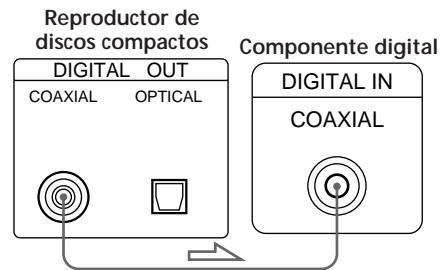 Reproductor de
discos compactos
Componente digital
DIGITAL OUT
COAXIAL OPTICAL
DIGITAL IN
COAXIAL